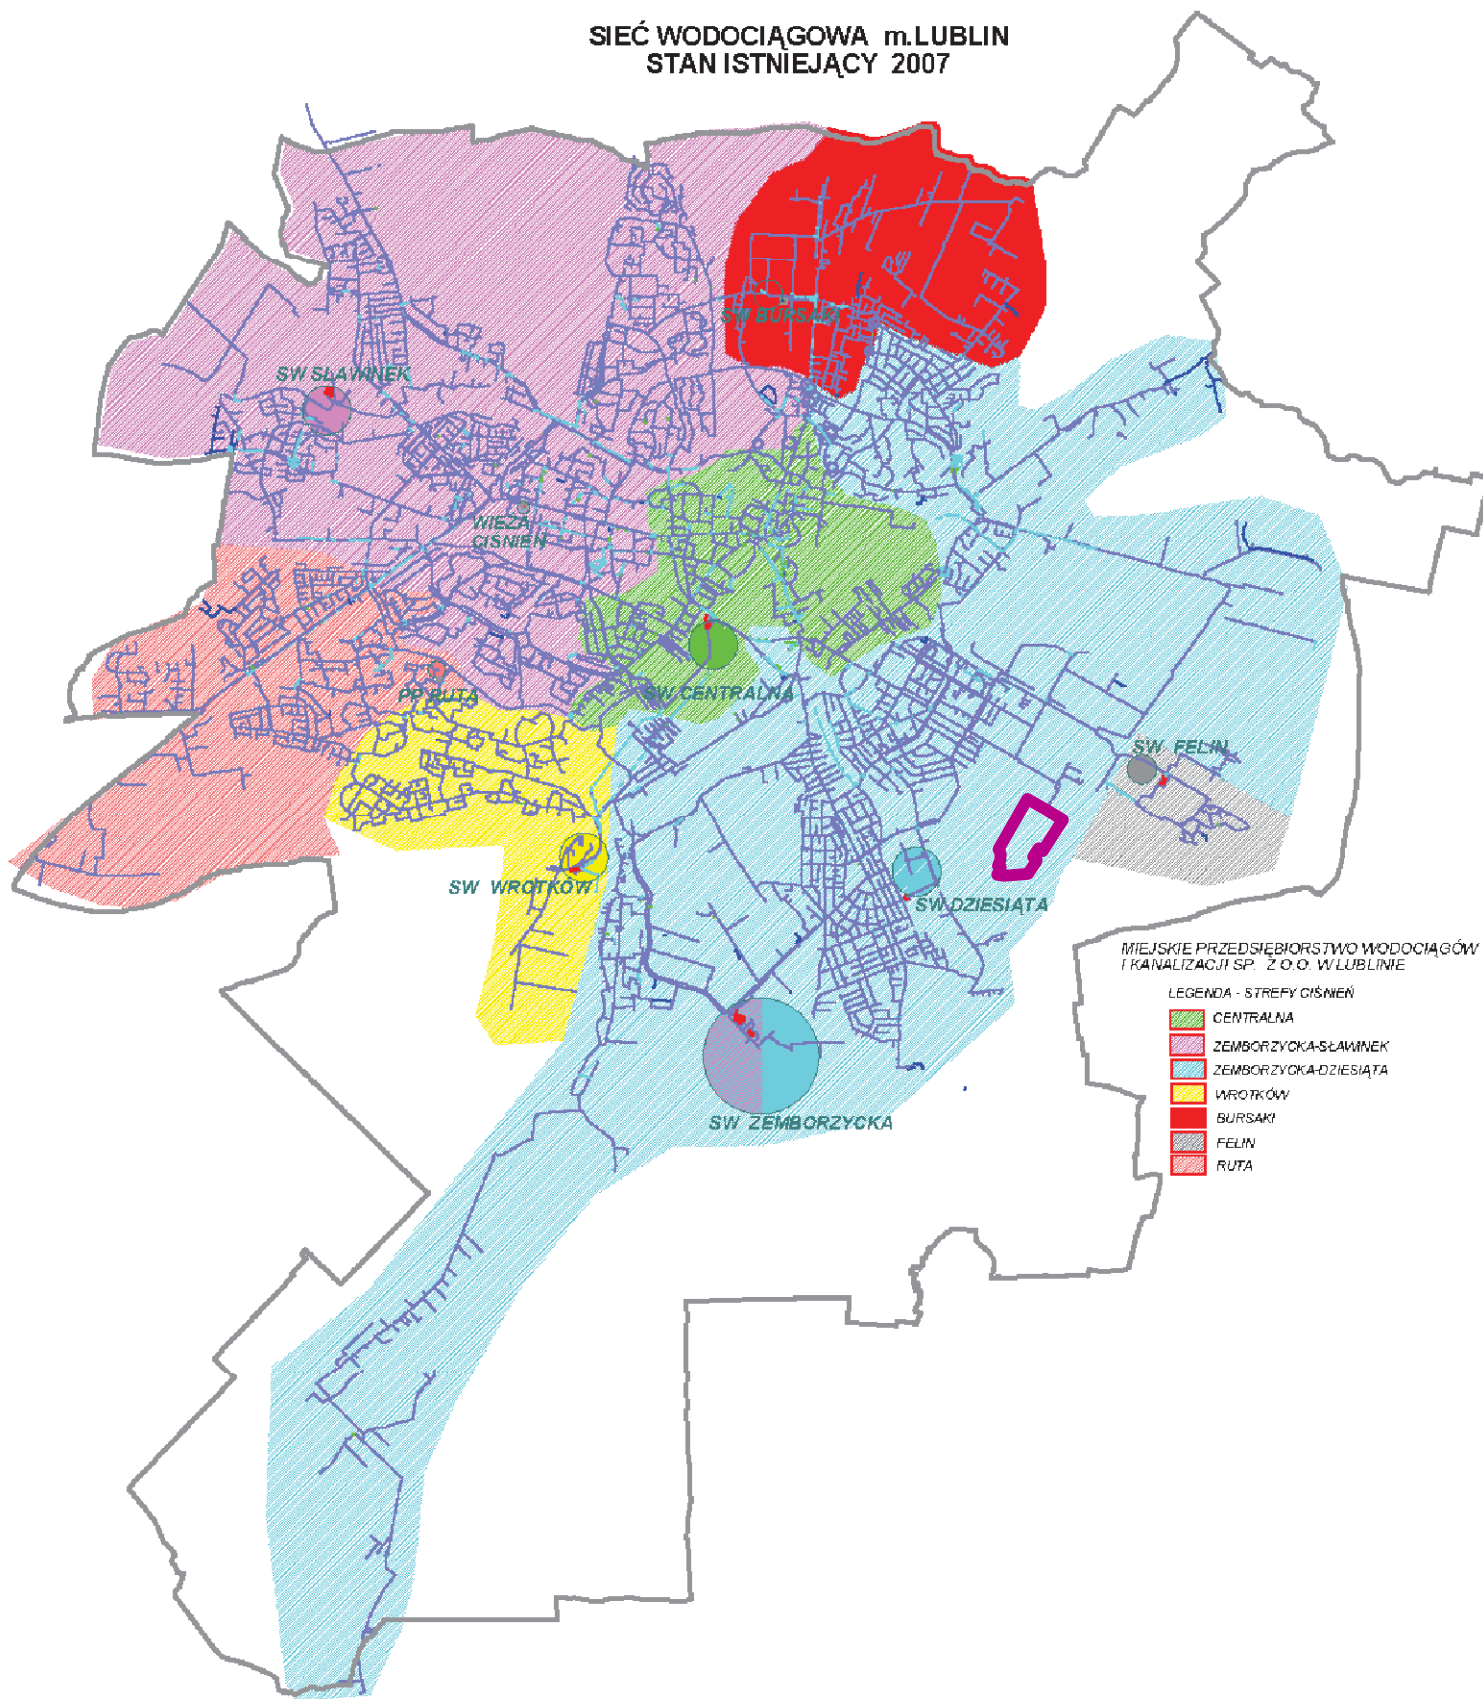 SIEĆ WODOCIĄGOWA m.LUBLIN
STAN ISTNIEJĄCY 2007
SW BURSAKI
SW SŁAWINEK
WIEŻA
CIŚNIEŃ
PP RUTA
SW CENTRALNA
SW FELIN
SW WROTKÓW
SW DZIESIĄTA
SW ZEMBORZYCKA
MIEJSKIE PRZEDSIĘBIORSTWO WODOCIĄGÓW
I KANALIZACJI SP. Z O.O. W LUBLINIE
LEGENDA - STREFY CIŚNIEŃ
CENTRALNA
ZEMBORZYCKA-SŁAWINEK
ZEMBORZYCKA-DZIESIĄTA
WROTKÓW
BURSAKI
FELIN
RUTA